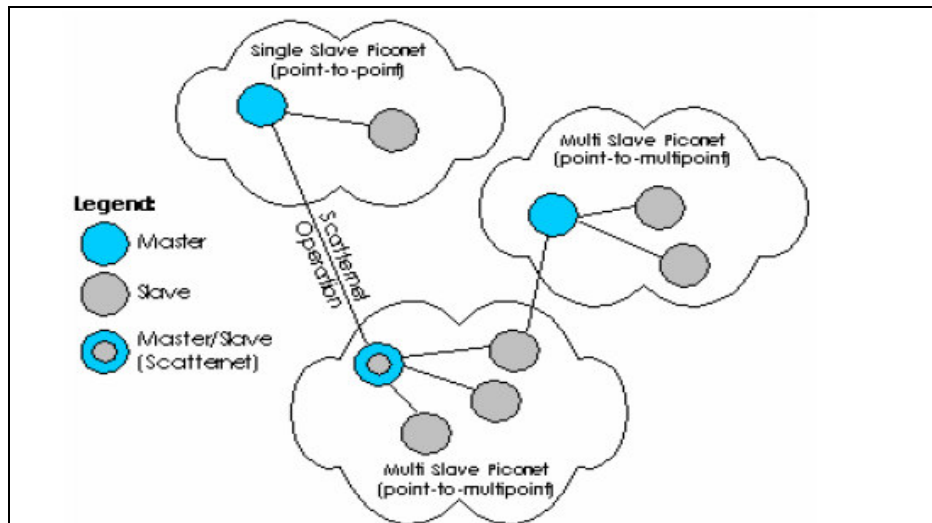 Single Slave Piconet
(point-to-point)
Multi Slave Piconet
(point-to-multipoint)
Legend:
Master
Slave
Master/Slave
(Scatternet)
Scatternet
Operation
Multi Slave Piconet
(point-to-multipoint)